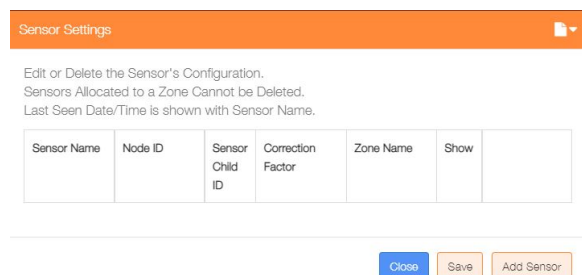 Sensor Settings
Edit or Delete the Sensor's Configuration.
Sensors Allocated to a Zone Cannot be Deleted.
Last Seen Date/Time is shown with Sensor Name.
Sensor Name Node ID Sensor Child ID Correction Factor Zone Name Show
Close Save Add Sensor